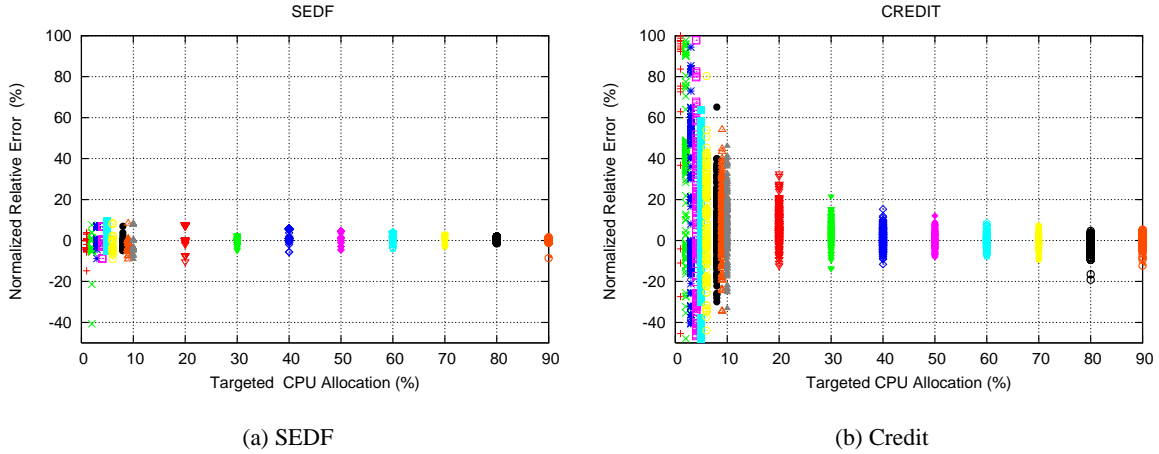 SEDF
CREDIT
100
80
60
40
20
0
-20
-40
Normalized Relative Error (%)
0 10 20 30 40 50 60 70 80 90
Targeted CPU Allocation (%)
100
80
60
40
20
0
-20
-40
Normalized Relative Error (%)
0 10 20 30 40 50 60 70 80 90
Targeted CPU Allocation (%)
(a) SEDF
(b) Credit